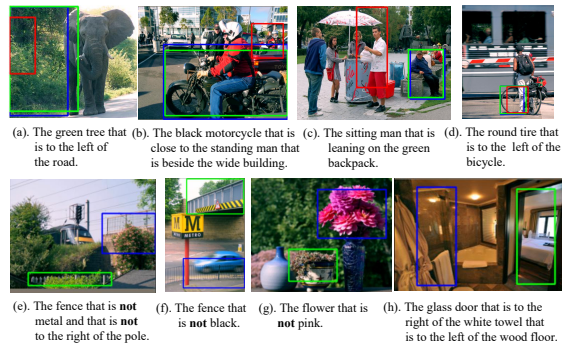 (a). The green tree that
is to the left of
the road.
(b). The black motorcycle that is
close to the standing man that
is beside the wide building.
(c). The sitting man that is
leaning on the green
backpack.
(d). The round tire that
is to the left of the
bicycle.
M
METRO
(e). The fence that is not
metal and that is not
to the right of the pole.
(f). The fence that
is not black.
(g). The flower that is
not pink.
(h). The glass door that is to the
right of the white towel that
is to the left of the wood floor.